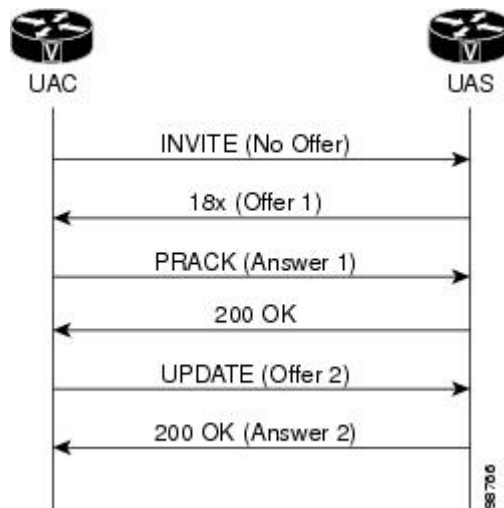 V V
UAC UAS
INVITE (No Offer)
18x (Offer 1)
PRACK (Answer 1)
200 OK
UPDATE (Offer 2)
200 OK (Answer 2)
98766